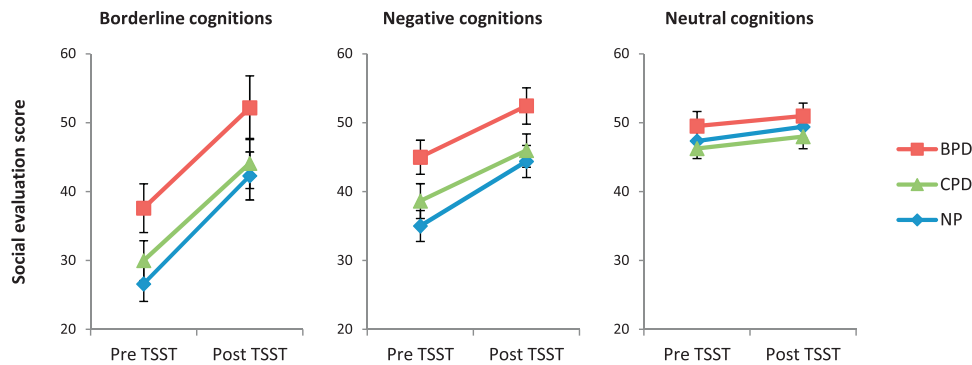 Borderline cognitions
Negative cognitions
Neutral cognitions
Social evaluation score
60
50
40
30
20
Pre TSST
Post TSST
60
50
40
30
20
Pre TSST
Post TSST
60
50
40
30
20
Pre TSST
Post TSST
BPD
CPD
NP